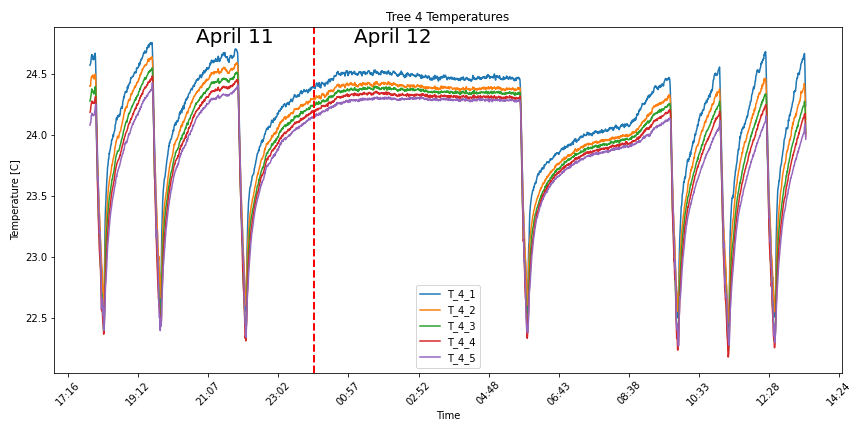 Tree 4 Temperatures
April 11 April 12
Temperature [C]
24.5
24.0
23.5
23.0
22.5
T_4_1
T_4_2
T_4_3
T_4_4
T_4_5
17:16 19:12 21:07 23:02 00:57 02:52 04:48 06:43 08:38 10:33 12:28 14:24
Time